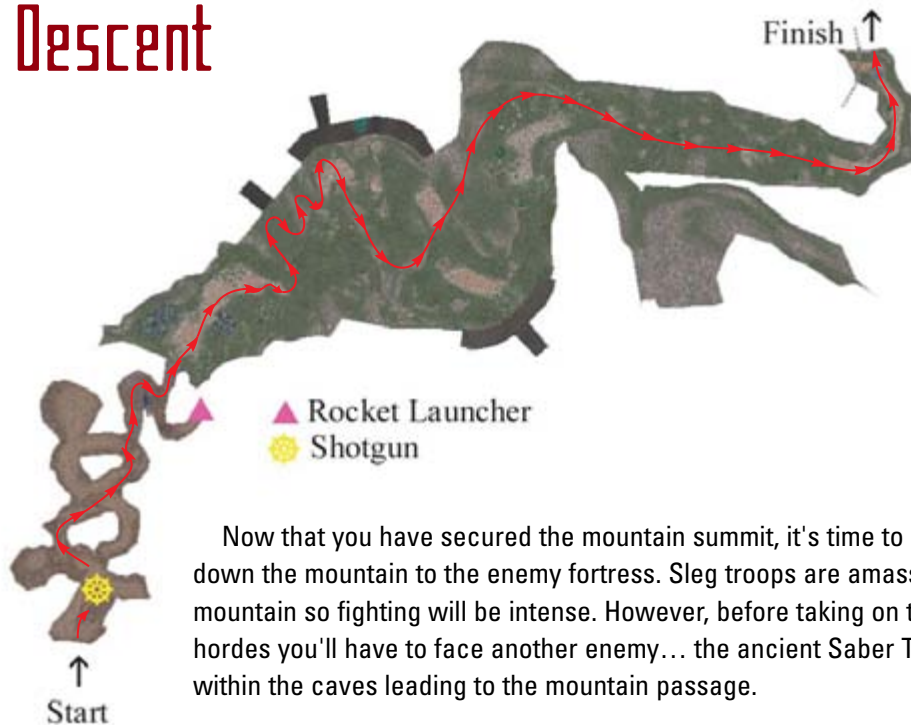 Descent
Finish
Rocket Launcher
Shotgun
Now that you have secured the mountain summit, it's time to
down the mountain to the enemy fortress. Sleg troops are amass
mountain so fighting will be intense. However, before taking on t
hordes you'll have to face another enemy… the ancient Saber T
within the caves leading to the mountain passage.
Start